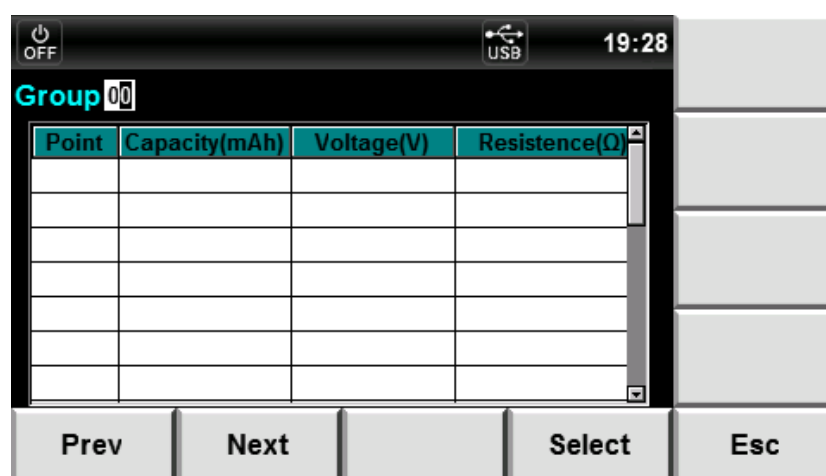 OFF USB 19:28
Group 00
Point Capacity(mAh) Voltage(V) Resistence(Ω)
Prev Next Select Esc